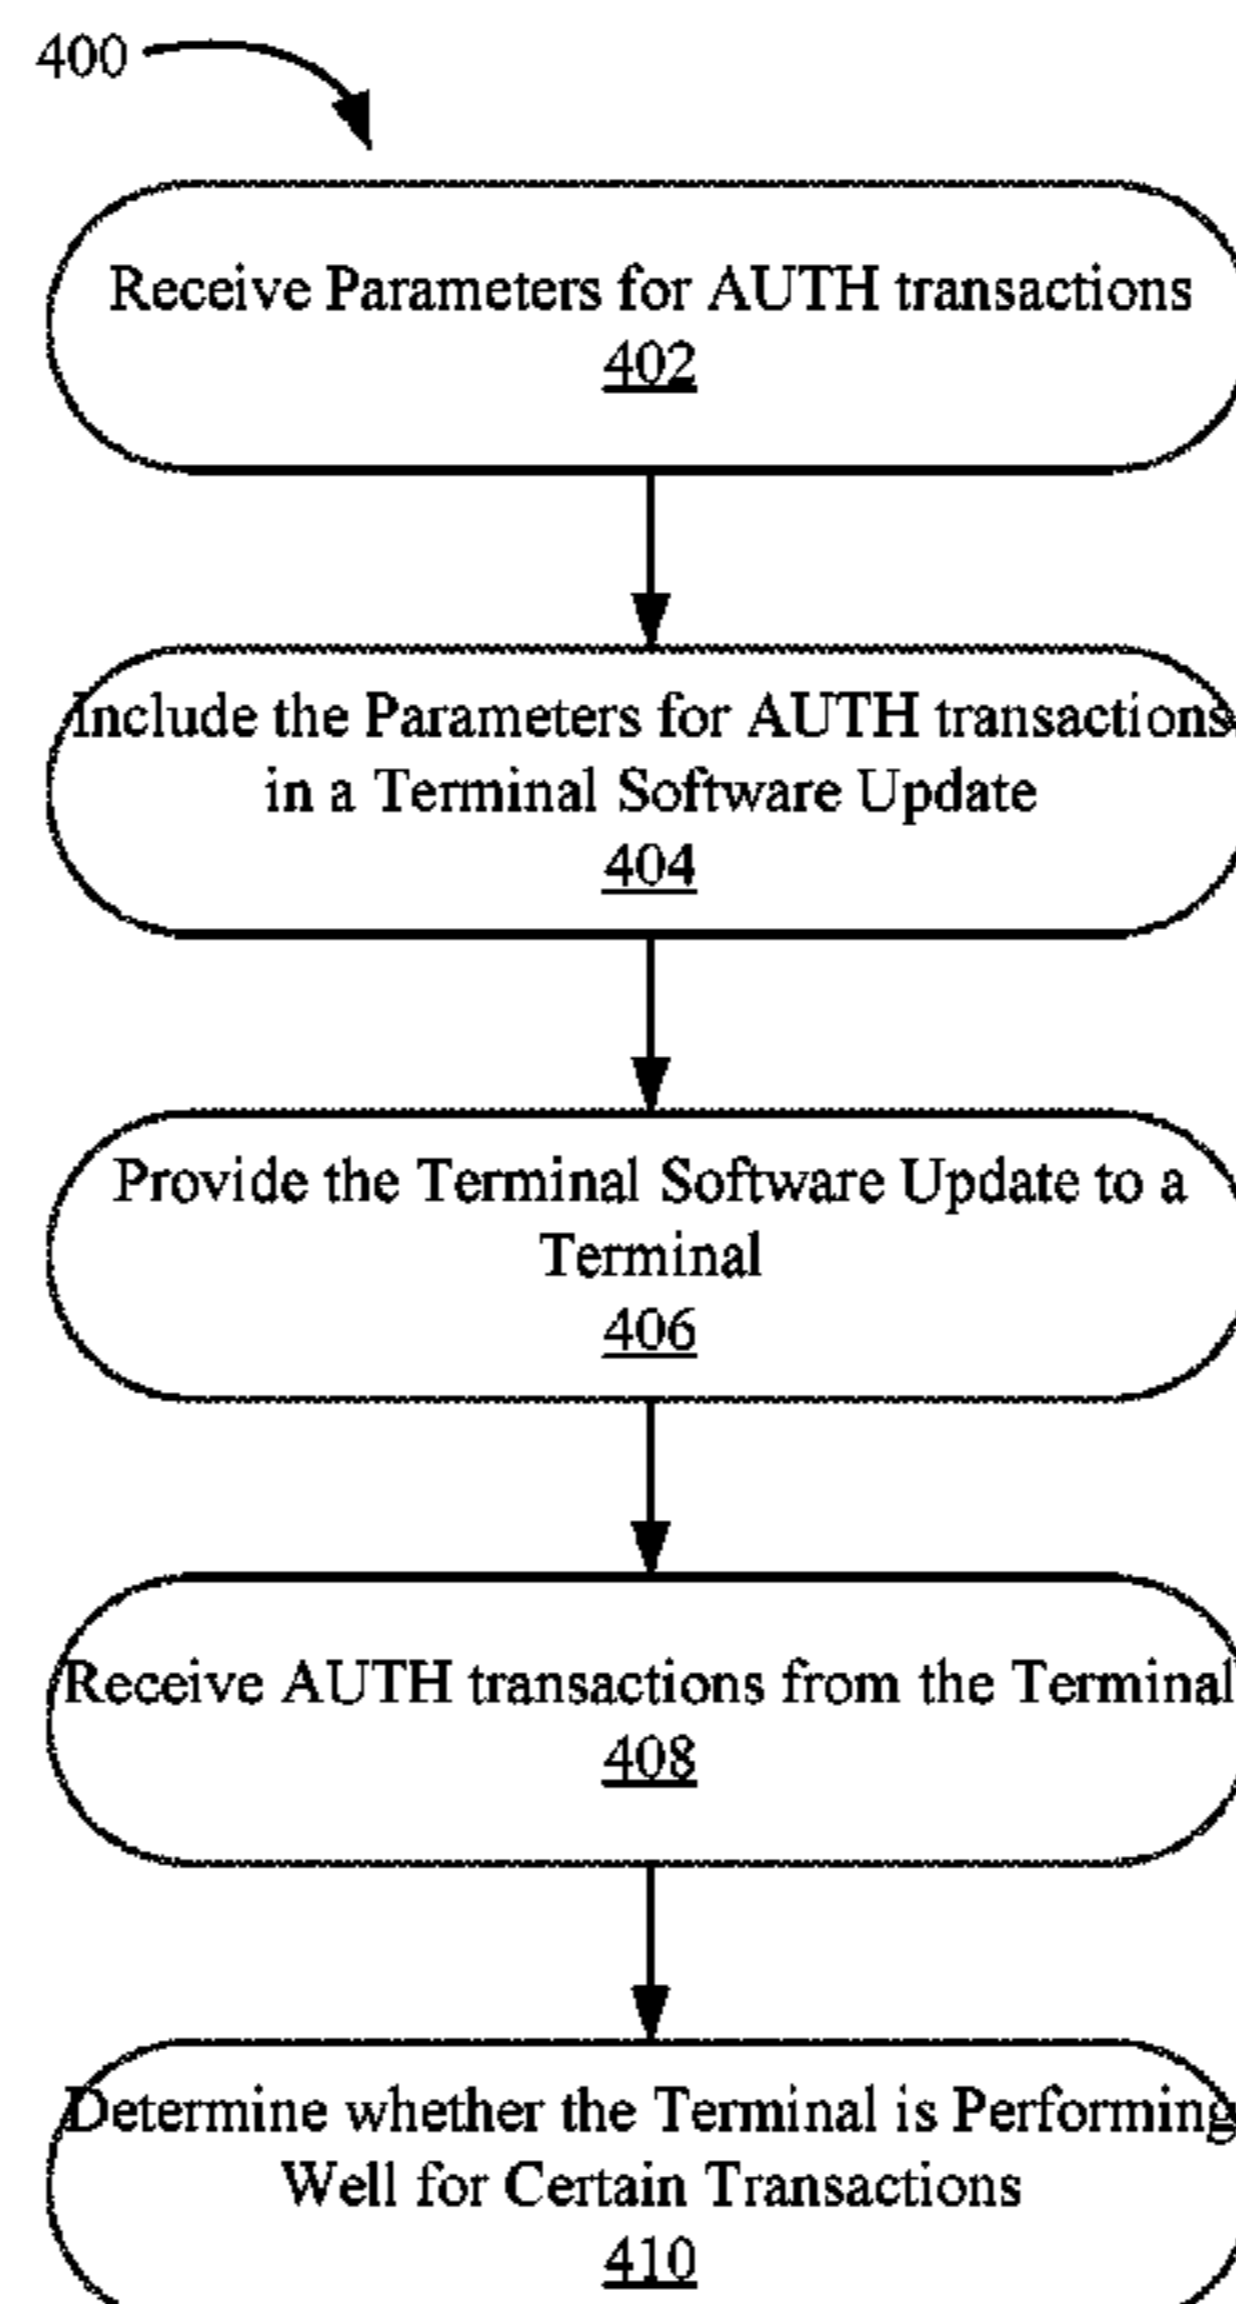 400
Receive Parameters for AUTH transactions
402
Include the Parameters for AUTH transactions
in a Terminal Software Update
404
Provide the Terminal Software Update to a
Terminal
406
Receive AUTH transactions from the Terminal
408
Determine whether the Terminal is Performing
Well for Certain Transactions
410